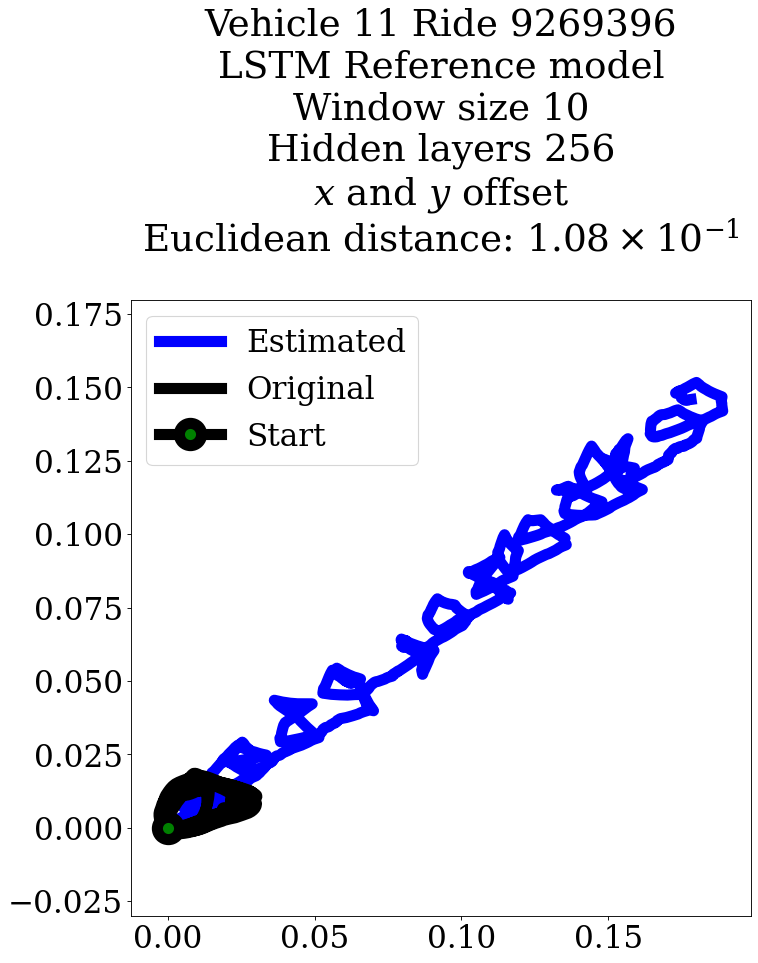 Vehicle 11 Ride 9269396
LSTM Reference model
Window size 10
Hidden layers 256
x and y offset
Euclidean distance: 1.08 × 10⁻¹
Estimated
Original
Start
0.175
0.150
0.125
0.100
0.075
0.050
0.025
0.000
−0.025
0.00 0.05 0.10 0.15